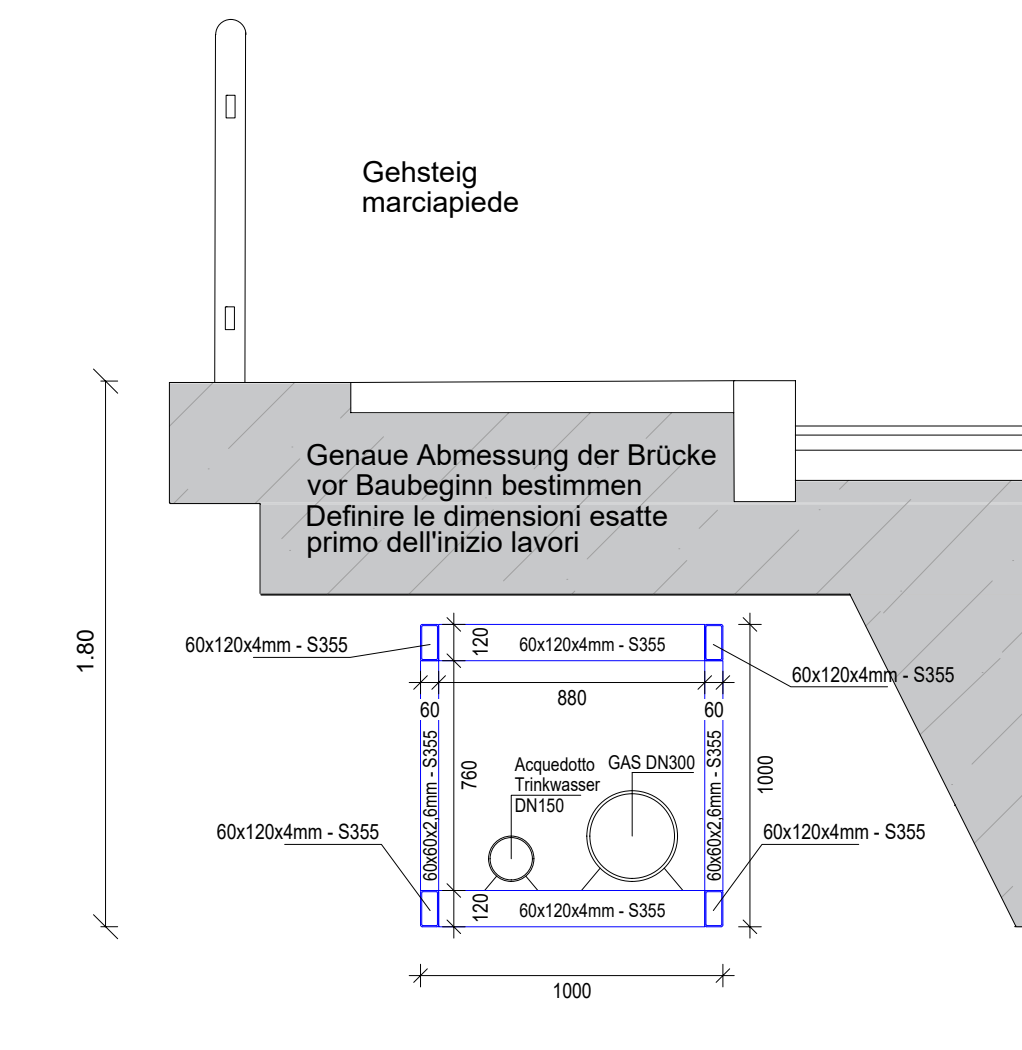 Gehsteig
marciapiede
Genaue Abmessung der Brücke
vor Baubeginn bestimmen
Definire le dimensioni esatte
primo dell'inizio lavori
1.80
60x120x4mm - S355
120
60x120x4mm - S355
60x120x4mm - S355
880
60
60
60x60x2,6mm - S355
760
Acquedotto
Trinkwasser
DN150
GAS DN300
60x60x2,6mm - S355
1000
60x120x4mm - S355
60x120x4mm - S355
120
60x120x4mm - S355
1000